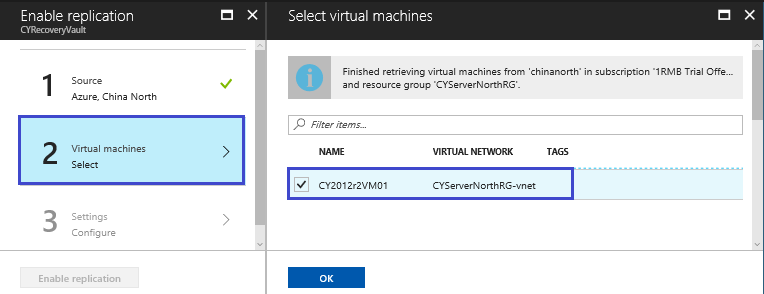 Enable replication
CYRecoveryVault
1
Source
Azure, China North
2
Virtual machines
Select
3
Settings
Configure
Enable replication
Select virtual machines
Finished retrieving virtual machines from 'chinanorth' in subscription '1RMB Trial Offe...
and resource group 'CYServerNorthRG'.
Filter items...
NAME VIRTUAL NETWORK TAGS
CY2012r2VM01 CYServerNorthRG-vnet
OK